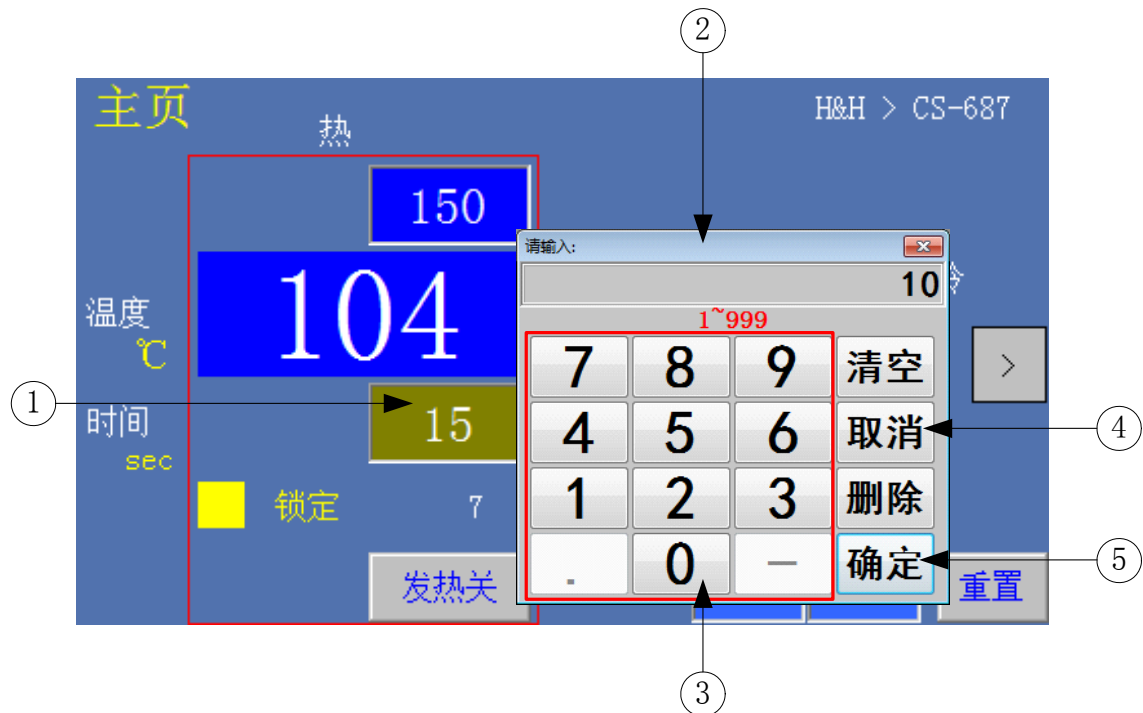 2
主页
H&H > CS-687
热
150
请输入:
10
1~999
104
温度
℃
7 8 9 清空
>
1
时间
sec
15
4 5 6 取消
4
锁定
7
1 2 3 删除
. 0 — 确定
5
发热关
重置
3